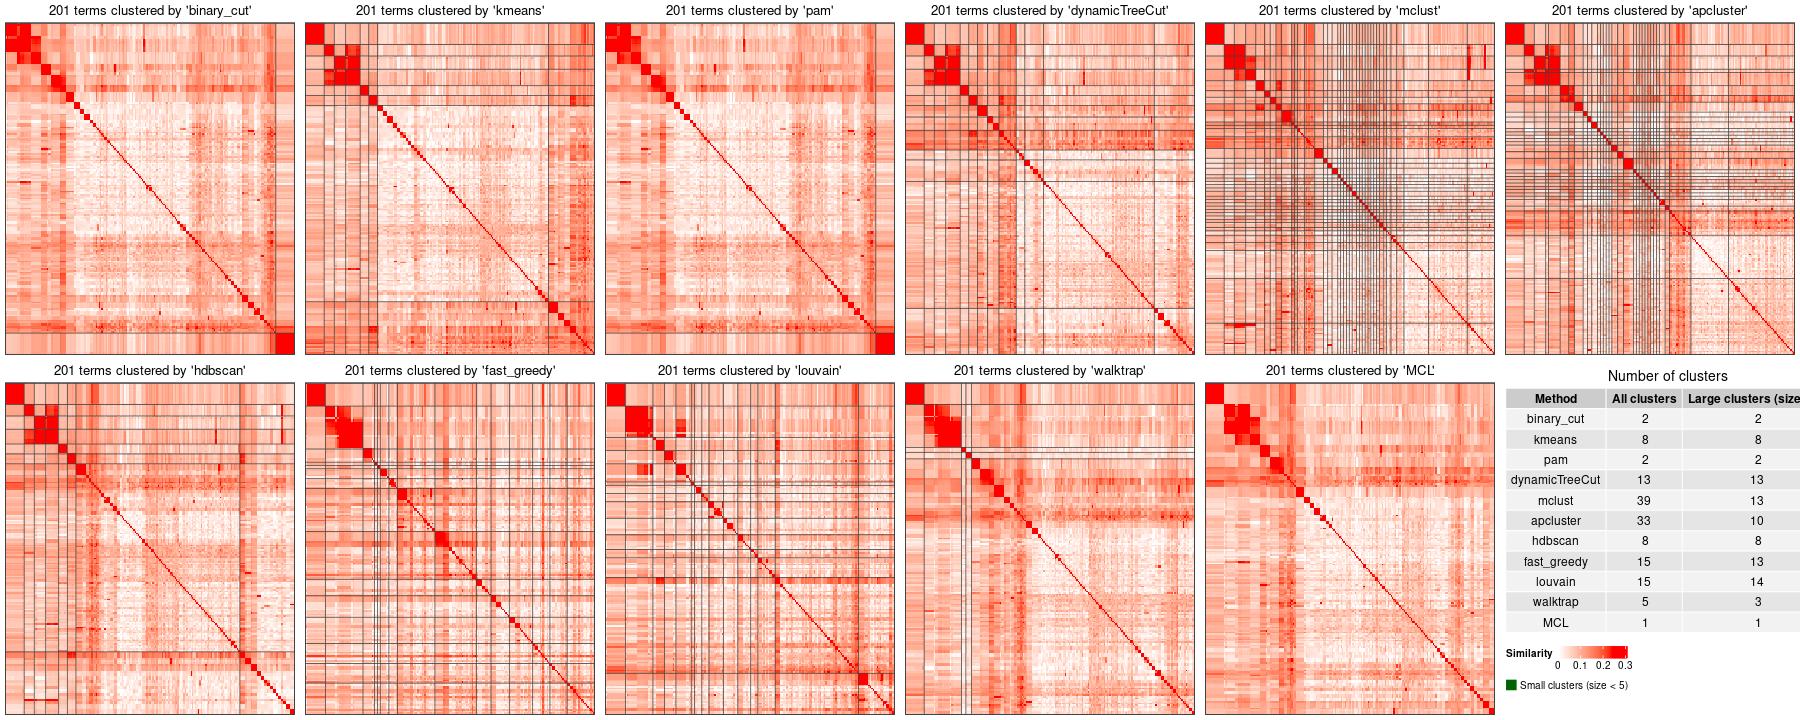 201 terms clustered by 'binary_cut'
201 terms clustered by 'kmeans'
201 terms clustered by 'pam'
201 terms clustered by 'dynamicTreeCut'
201 terms clustered by 'mclust'
201 terms clustered by 'apcluster'
201 terms clustered by 'hdbscan'
201 terms clustered by 'fast_greedy'
201 terms clustered by 'louvain'
201 terms clustered by 'walktrap'
201 terms clustered by 'MCL'
Number of clusters
Method All clusters Large clusters (size
binary_cut 2 2
kmeans 8 8
pam 2 2
dynamicTreeCut 13 13
mclust 39 13
apcluster 33 10
hdbscan 8 8
fast_greedy 15 13
louvain 15 14
walktrap 5 3
MCL 1 1
Similarity
0 0.1 0.2 0.3
Small clusters (size < 5)